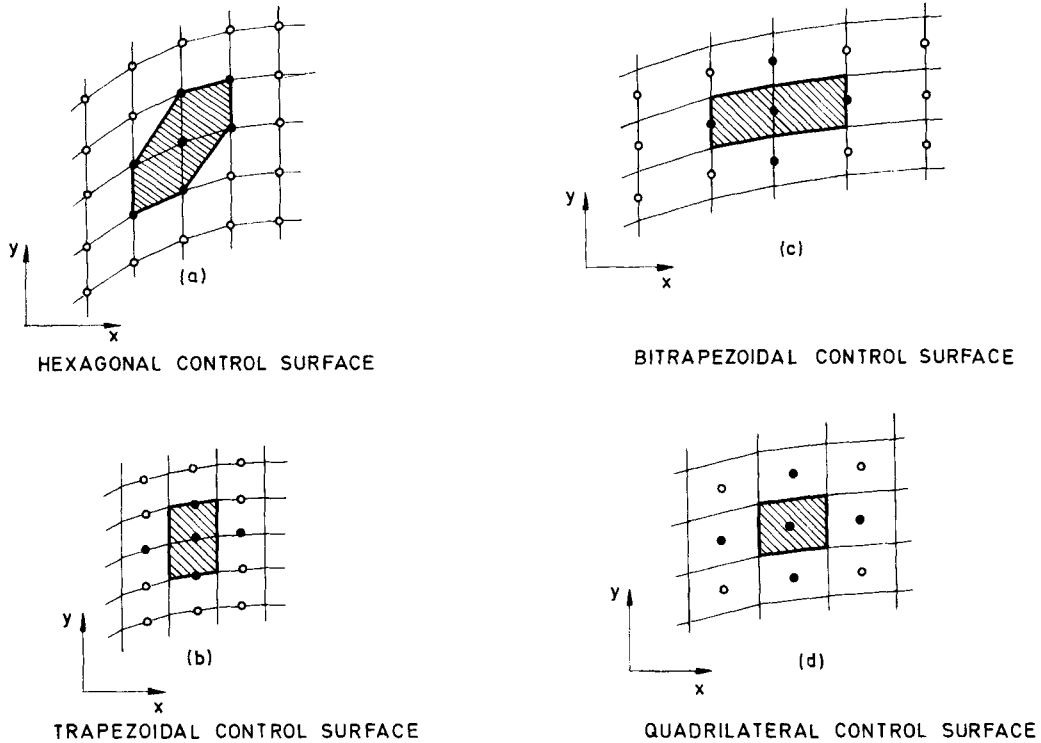 y
x
(a)
HEXAGONAL CONTROL SURFACE
y
x
(c)
BITRAPEZOIDAL CONTROL SURFACE
y
x
(b)
TRAPEZOIDAL CONTROL SURFACE
y
x
(d)
QUADRILATERAL CONTROL SURFACE